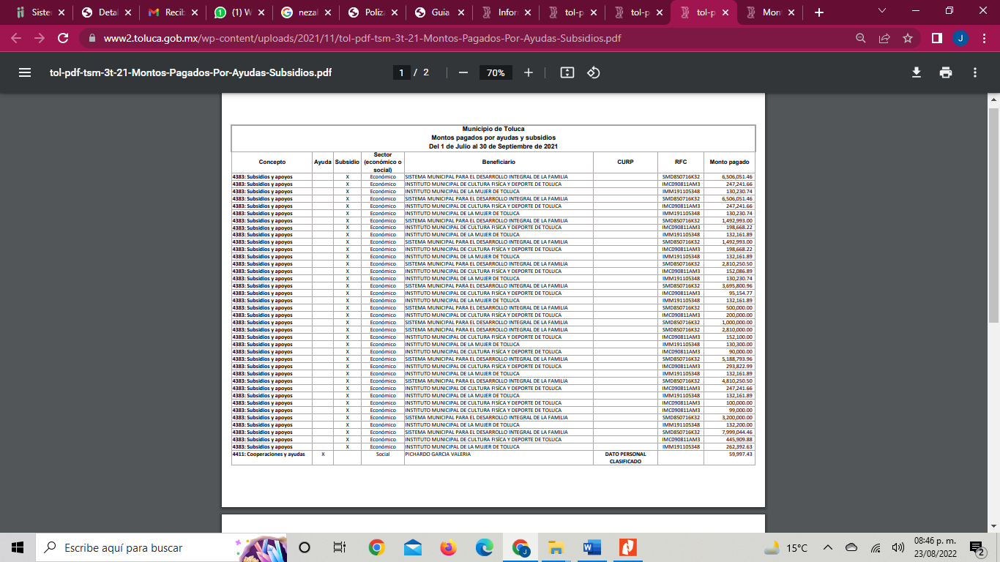 Sister
Detal
Recib
(1) W
nezal
Poliza
Guia
Inform
tol-p
tol-p
tol-p
Mont
www2.toluca.gob.mx/wp-content/uploads/2021/11/tol-pdf-tsm-3t-21-Montos-Pagados-Por-Ayudas-Subsidios.pdf
J
tol-pdf-tsm-3t-21-Montos-Pagados-Por-Ayudas-Subsidios.pdf 1 / 2 70%
Municipio de Toluca
Montos pagados por ayudas y subsidios
Del 1 de Julio al 30 de Septiembre de 2021
Concepto Ayuda Subsidio Sector (económico o social) Beneficiario CURP RFC Monto pagado
4383: Subsidios y apoyos X Económico SISTEMA MUNICIPAL PARA EL DESARROLLO INTEGRAL DE LA FAMILIA SMD850716K32 6,506,051.46
4383: Subsidios y apoyos X Económico INSTITUTO MUNICIPAL DE CULTURA FISÍCA Y DEPORTE DE TOLUCA IMC090811AM3 247,241.66
4383: Subsidios y apoyos X Económico INSTITUTO MUNICIPAL DE LA MUJER DE TOLUCA IMM191105348 130,230.74
4383: Subsidios y apoyos X Económico SISTEMA MUNICIPAL PARA EL DESARROLLO INTEGRAL DE LA FAMILIA SMD850716K32 6,506,051.46
4383: Subsidios y apoyos X Económico INSTITUTO MUNICIPAL DE CULTURA FISÍCA Y DEPORTE DE TOLUCA IMC090811AM3 247,241.66
4383: Subsidios y apoyos X Económico INSTITUTO MUNICIPAL DE LA MUJER DE TOLUCA IMM191105348 130,230.74
4383: Subsidios y apoyos X Económico SISTEMA MUNICIPAL PARA EL DESARROLLO INTEGRAL DE LA FAMILIA SMD850716K32 1,492,993.00
4383: Subsidios y apoyos X Económico INSTITUTO MUNICIPAL DE CULTURA FISÍCA Y DEPORTE DE TOLUCA IMC090811AM3 198,668.22
4383: Subsidios y apoyos X Económico INSTITUTO MUNICIPAL DE LA MUJER DE TOLUCA IMM191105348 132,161.89
4383: Subsidios y apoyos X Económico SISTEMA MUNICIPAL PARA EL DESARROLLO INTEGRAL DE LA FAMILIA SMD850716K32 1,492,993.00
4383: Subsidios y apoyos X Económico INSTITUTO MUNICIPAL DE CULTURA FISÍCA Y DEPORTE DE TOLUCA IMC090811AM3 198,668.22
4383: Subsidios y apoyos X Económico INSTITUTO MUNICIPAL DE LA MUJER DE TOLUCA IMM191105348 132,161.89
4383: Subsidios y apoyos X Económico SISTEMA MUNICIPAL PARA EL DESARROLLO INTEGRAL DE LA FAMILIA SMD850716K32 2,810,250.50
4383: Subsidios y apoyos X Económico INSTITUTO MUNICIPAL DE CULTURA FISÍCA Y DEPORTE DE TOLUCA IMC090811AM3 152,086.89
4383: Subsidios y apoyos X Económico INSTITUTO MUNICIPAL DE LA MUJER DE TOLUCA IMM191105348 130,230.74
4383: Subsidios y apoyos X Económico SISTEMA MUNICIPAL PARA EL DESARROLLO INTEGRAL DE LA FAMILIA SMD850716K32 3,695,800.96
4383: Subsidios y apoyos X Económico INSTITUTO MUNICIPAL DE CULTURA FISÍCA Y DEPORTE DE TOLUCA IMC090811AM3 95,154.77
4383: Subsidios y apoyos X Económico INSTITUTO MUNICIPAL DE LA MUJER DE TOLUCA IMM191105348 132,161.89
4383: Subsidios y apoyos X Económico SISTEMA MUNICIPAL PARA EL DESARROLLO INTEGRAL DE LA FAMILIA SMD850716K32 500,000.00
4383: Subsidios y apoyos X Económico INSTITUTO MUNICIPAL DE CULTURA FISÍCA Y DEPORTE DE TOLUCA IMC090811AM3 200,000.00
4383: Subsidios y apoyos X Económico SISTEMA MUNICIPAL PARA EL DESARROLLO INTEGRAL DE LA FAMILIA SMD850716K32 1,000,000.00
4383: Subsidios y apoyos X Económico SISTEMA MUNICIPAL PARA EL DESARROLLO INTEGRAL DE LA FAMILIA SMD850716K32 2,810,000.00
4383: Subsidios y apoyos X Económico INSTITUTO MUNICIPAL DE CULTURA FISÍCA Y DEPORTE DE TOLUCA IMC090811AM3 152,100.00
4383: Subsidios y apoyos X Económico INSTITUTO MUNICIPAL DE LA MUJER DE TOLUCA IMM191105348 130,300.00
4383: Subsidios y apoyos X Económico INSTITUTO MUNICIPAL DE CULTURA FISÍCA Y DEPORTE DE TOLUCA IMC090811AM3 90,000.00
4383: Subsidios y apoyos X Económico SISTEMA MUNICIPAL PARA EL DESARROLLO INTEGRAL DE LA FAMILIA SMD850716K32 5,188,793.96
4383: Subsidios y apoyos X Económico INSTITUTO MUNICIPAL DE CULTURA FISÍCA Y DEPORTE DE TOLUCA IMC090811AM3 293,822.99
4383: Subsidios y apoyos X Económico INSTITUTO MUNICIPAL DE LA MUJER DE TOLUCA IMM191105348 132,161.89
4383: Subsidios y apoyos X Económico SISTEMA MUNICIPAL PARA EL DESARROLLO INTEGRAL DE LA FAMILIA SMD850716K32 4,810,250.50
4383: Subsidios y apoyos X Económico INSTITUTO MUNICIPAL DE CULTURA FISÍCA Y DEPORTE DE TOLUCA IMC090811AM3 247,241.66
4383: Subsidios y apoyos X Económico INSTITUTO MUNICIPAL DE LA MUJER DE TOLUCA IMM191105348 132,161.89
4383: Subsidios y apoyos X Económico INSTITUTO MUNICIPAL DE CULTURA FISÍCA Y DEPORTE DE TOLUCA IMC090811AM3 100,000.00
4383: Subsidios y apoyos X Económico INSTITUTO MUNICIPAL DE CULTURA FISÍCA Y DEPORTE DE TOLUCA IMC090811AM3 99,000.00
4383: Subsidios y apoyos X Económico SISTEMA MUNICIPAL PARA EL DESARROLLO INTEGRAL DE LA FAMILIA SMD850716K32 3,200,000.00
4383: Subsidios y apoyos X Económico INSTITUTO MUNICIPAL DE LA MUJER DE TOLUCA IMM191105348 132,200.00
4383: Subsidios y apoyos X Económico SISTEMA MUNICIPAL PARA EL DESARROLLO INTEGRAL DE LA FAMILIA SMD850716K32 7,999,044.46
4383: Subsidios y apoyos X Económico INSTITUTO MUNICIPAL DE CULTURA FISÍCA Y DEPORTE DE TOLUCA IMC090811AM3 445,909.88
4383: Subsidios y apoyos X Económico INSTITUTO MUNICIPAL DE LA MUJER DE TOLUCA IMM191105348 262,392.63
4411: Cooperaciones y ayudas X Social PICHARDO GARCIA VALERIA DATO PERSONAL CLASIFICADO 59,997.43
Escribe aquí para buscar
15°C
08:46 p. m.
23/08/2022
2